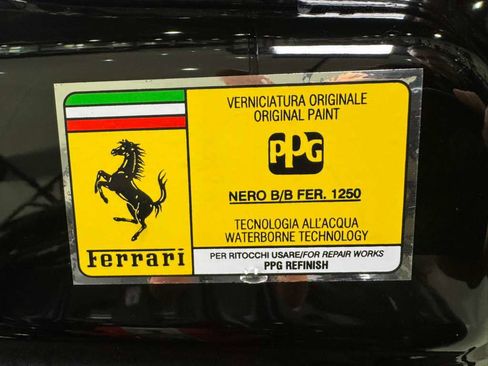 VERNICIATURA ORIGINALE
ORIGINAL PAINT
PPG
NERO B/B FER. 1250
TECNOLOGIA ALL'ACQUA
WATERBORNE TECHNOLOGY
Ferrari
PER RITOCCHI USARE/FOR REPAIR WORKS
PPG REFINISH